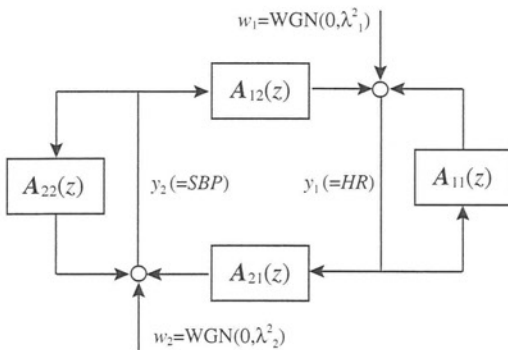 w₁=WGN(0,λ²₁)
A₁₂(z)
A₂₂(z)
y₂(=SBP)
y₁(=HR)
A₁₁(z)
A₂₁(z)
w₂=WGN(0,λ²₂)